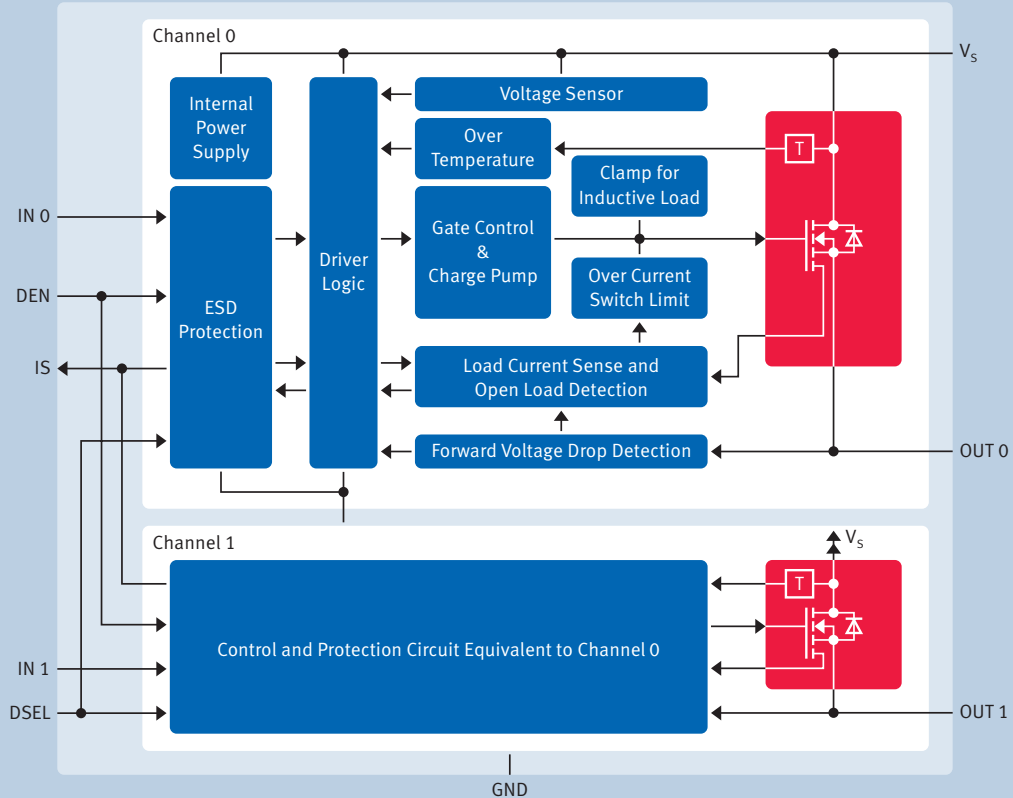 Channel 0
V_S
Internal
Power
Supply
Voltage Sensor
Over
Temperature
T
Clamp for
Inductive Load
IN 0
Gate Control
&
Charge Pump
Driver
Logic
DEN
ESD
Protection
Over Current
Switch Limit
IS
Load Current Sense and
Open Load Detection
Forward Voltage Drop Detection
OUT 0
Channel 1
V_S
T
Control and Protection Circuit Equivalent to Channel 0
IN 1
DSEL
OUT 1
GND